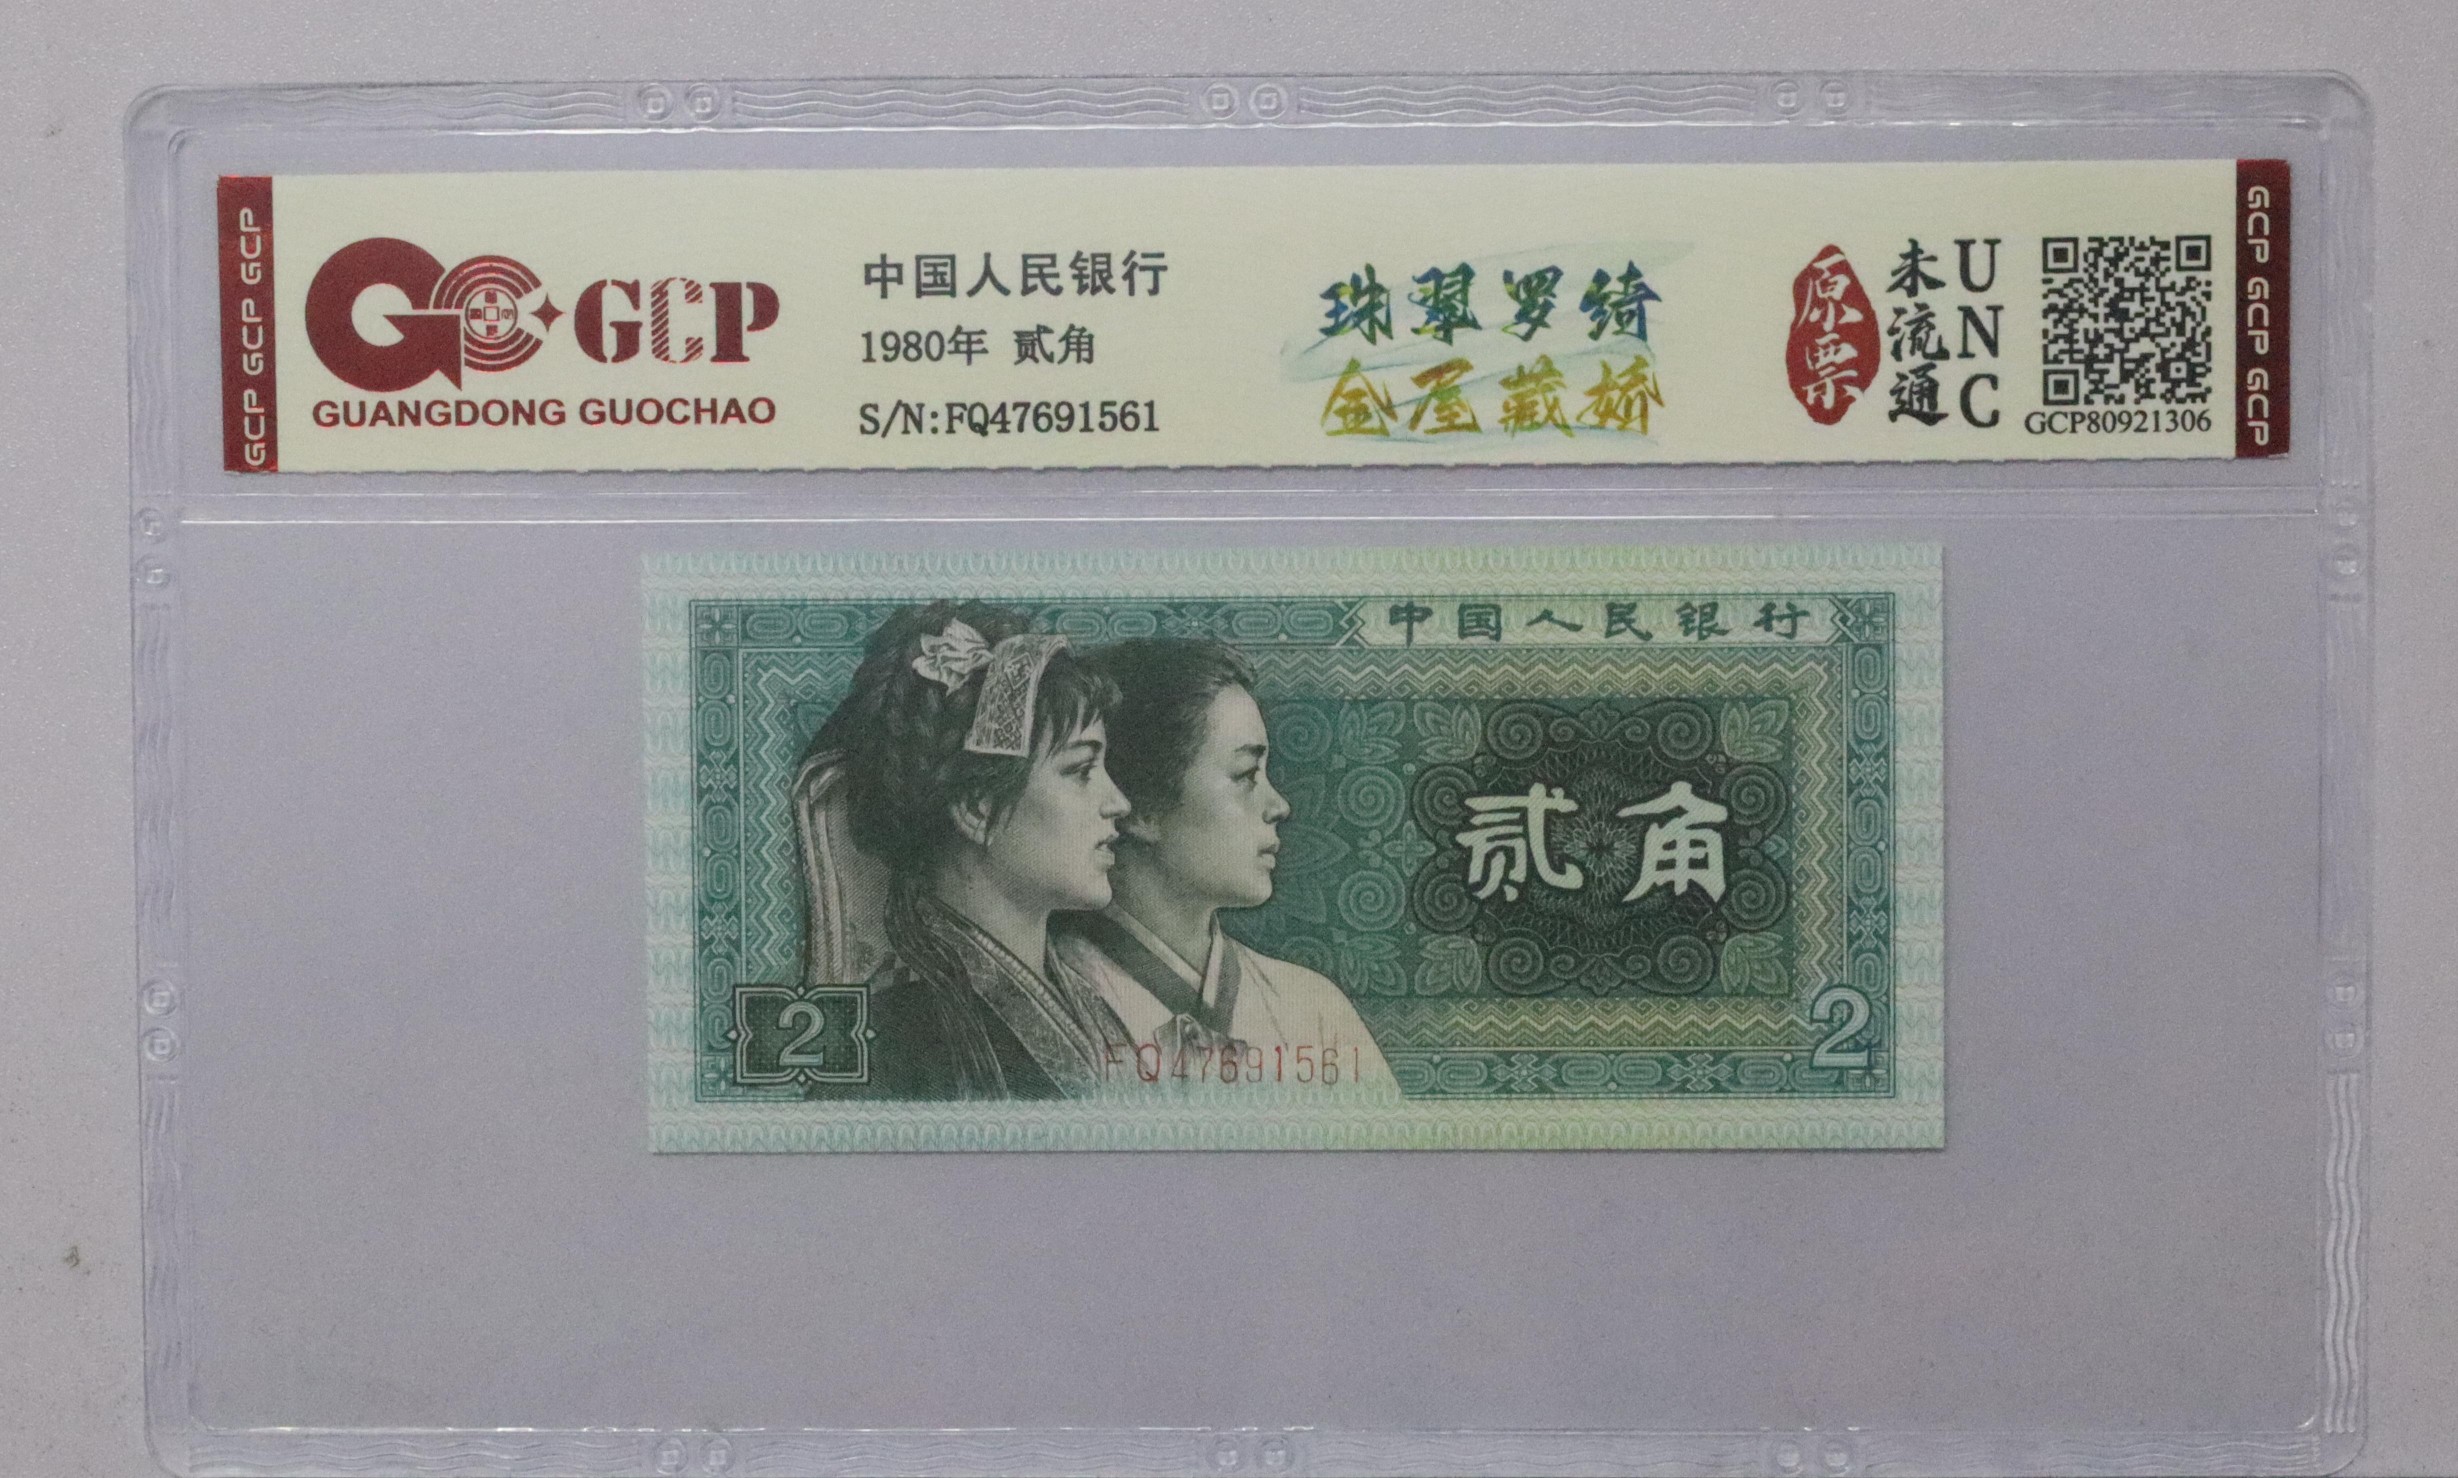 GCP GCP GCP
GCP
GUANGDONG GUOCHAO
中国人民银行
1980年 贰角
S/N:FQ47691561
珠翠罗绮
金屋藏娇
原票
未流通
UNC
GCP80921306
GCP GCP GCP
中国人民银行
贰角
2
2
FQ47691561